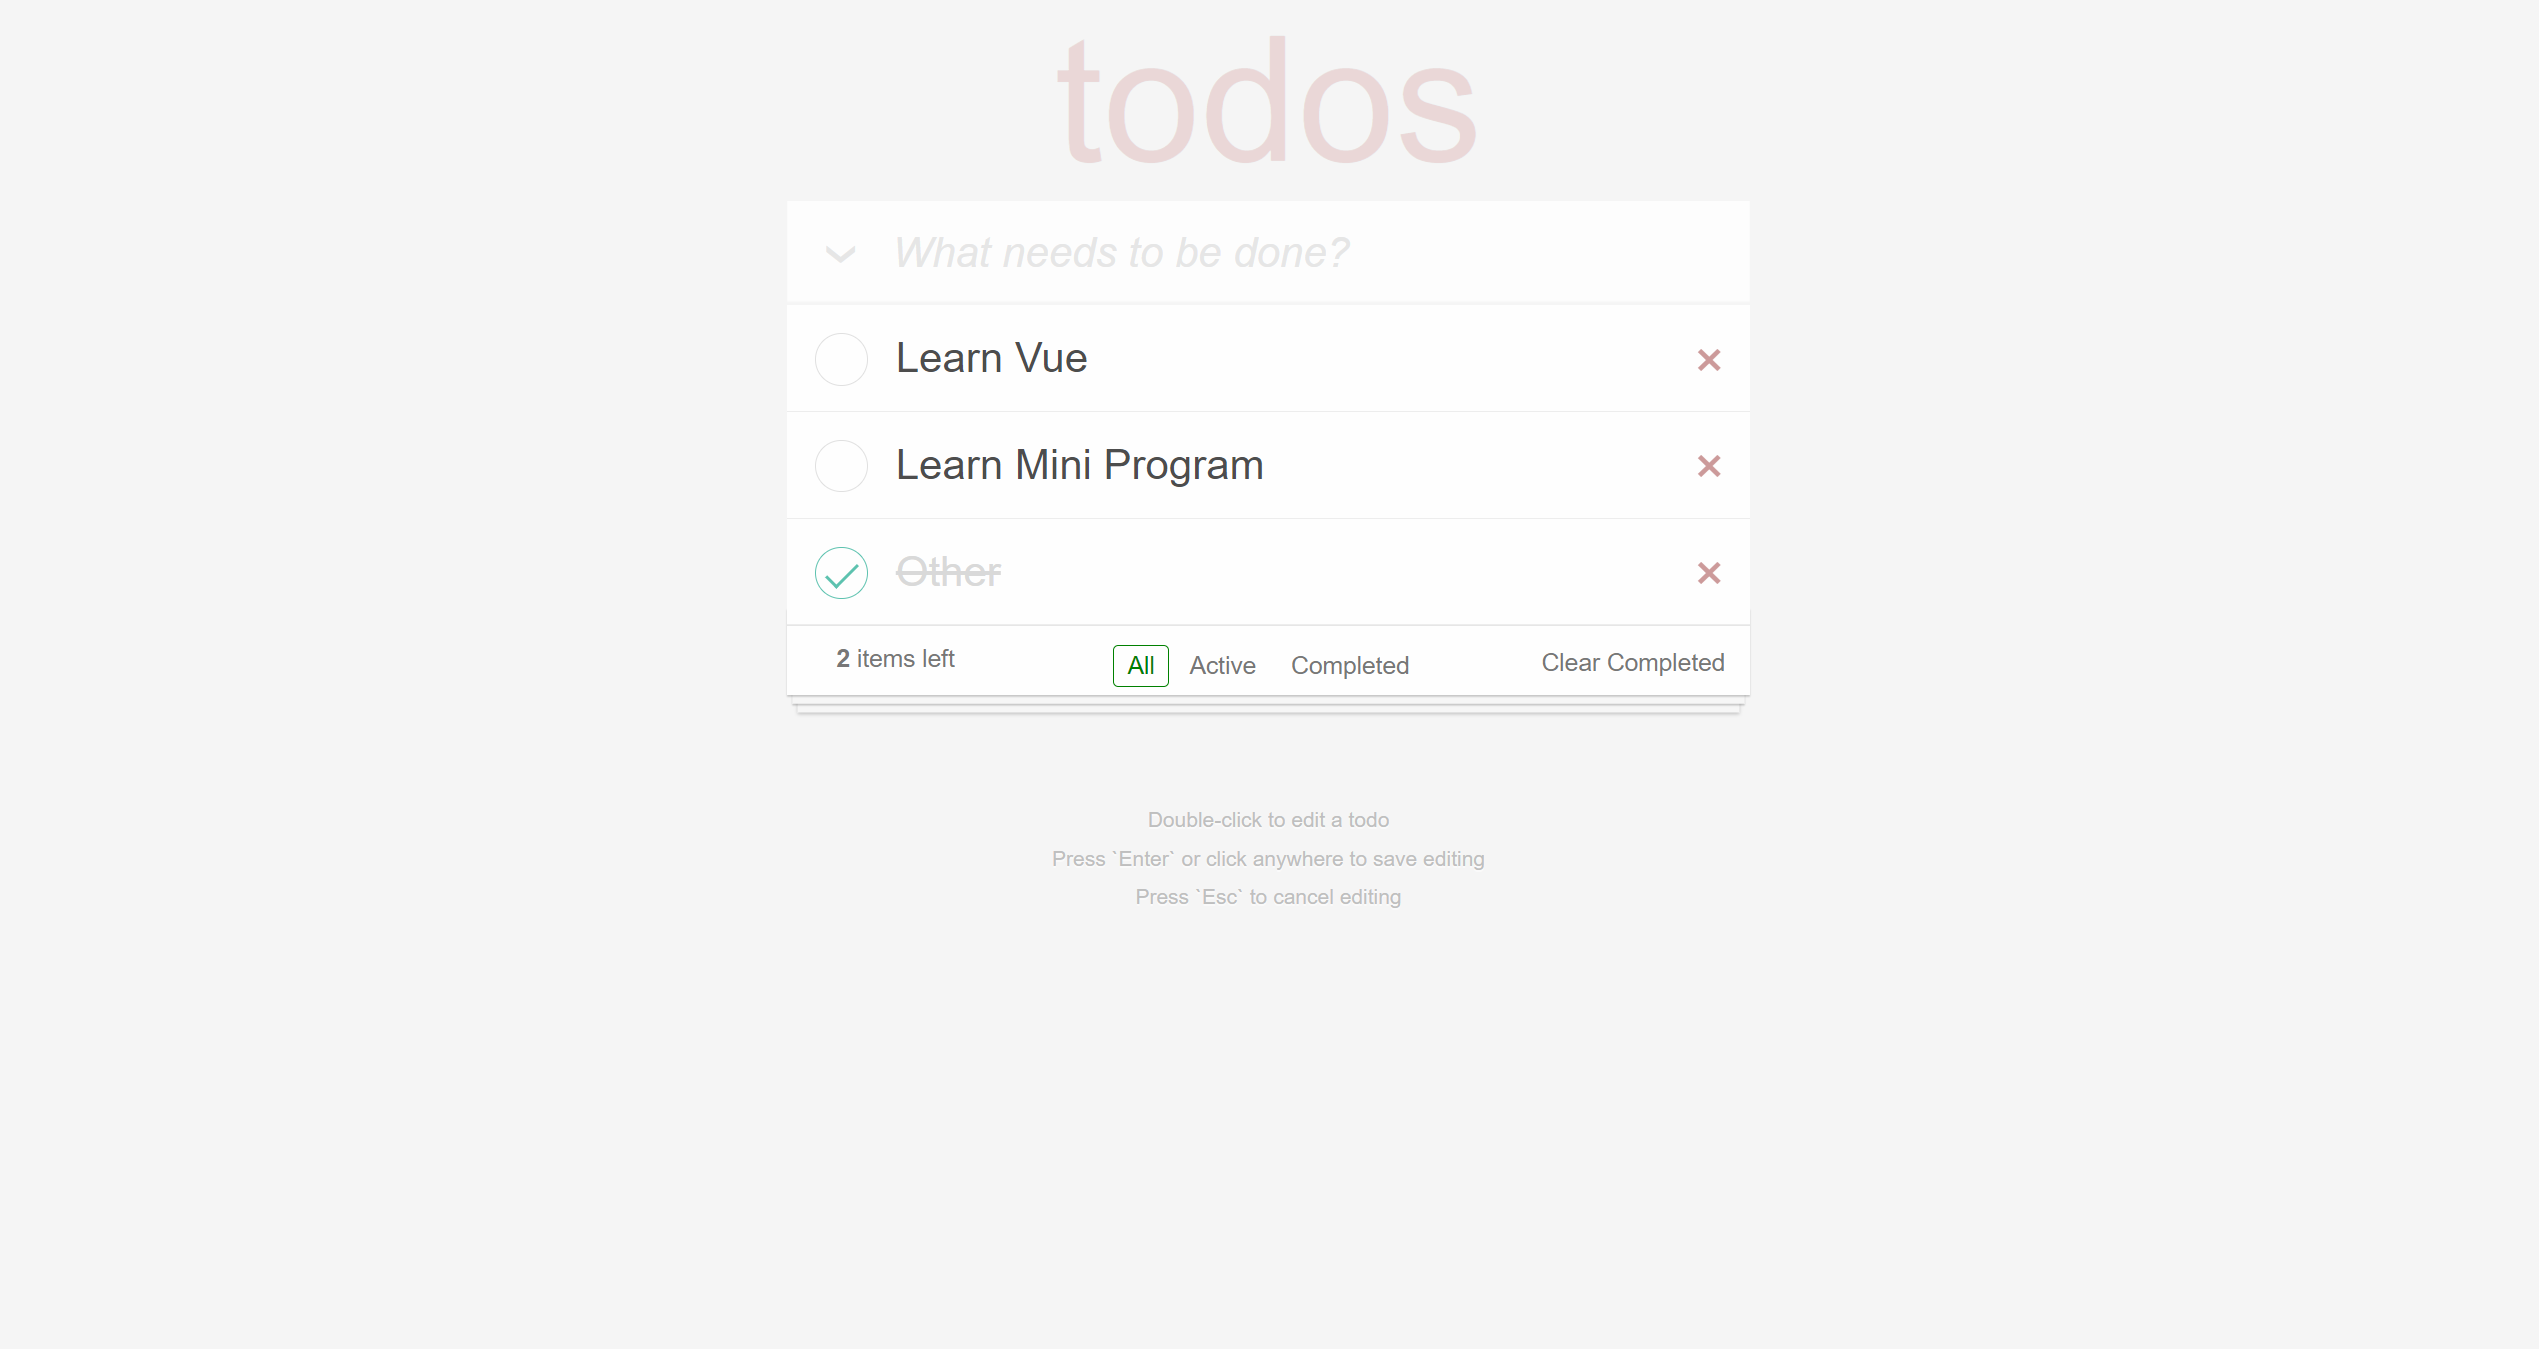 todos
What needs to be done?
Learn Vue
Learn Mini Program
Other
2 items left All Active Completed Clear Completed
Double-click to edit a todo
Press `Enter` or click anywhere to save editing
Press `Esc` to cancel editing